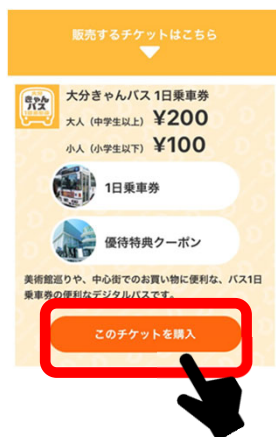 販売するチケットはこちら
きゃん
バス
大分きゃんバス 1日乗車券
大人（中学生以上） ¥200
小人（小学生以下） ¥100
1日乗車券
優待特典クーポン
美術館巡りや、中心街でのお買い物に便利な、バス1日
乗車券の便利なデジタルパスです。
このチケットを購入